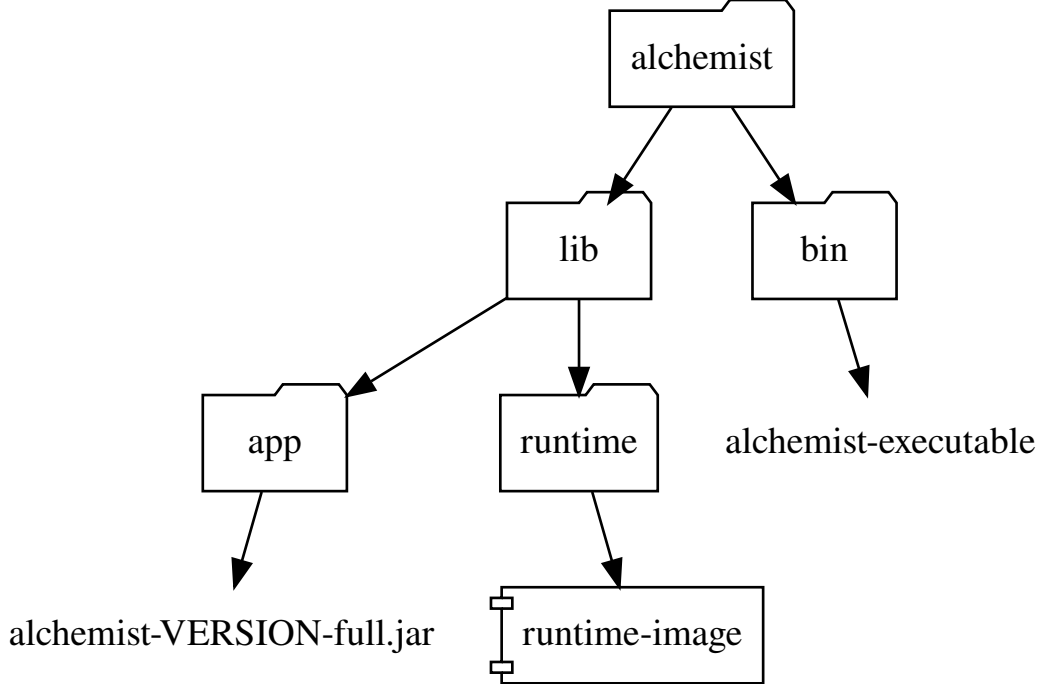 alchemist
lib
bin
app
runtime
alchemist-executable
alchemist-VERSION-full.jar
runtime-image